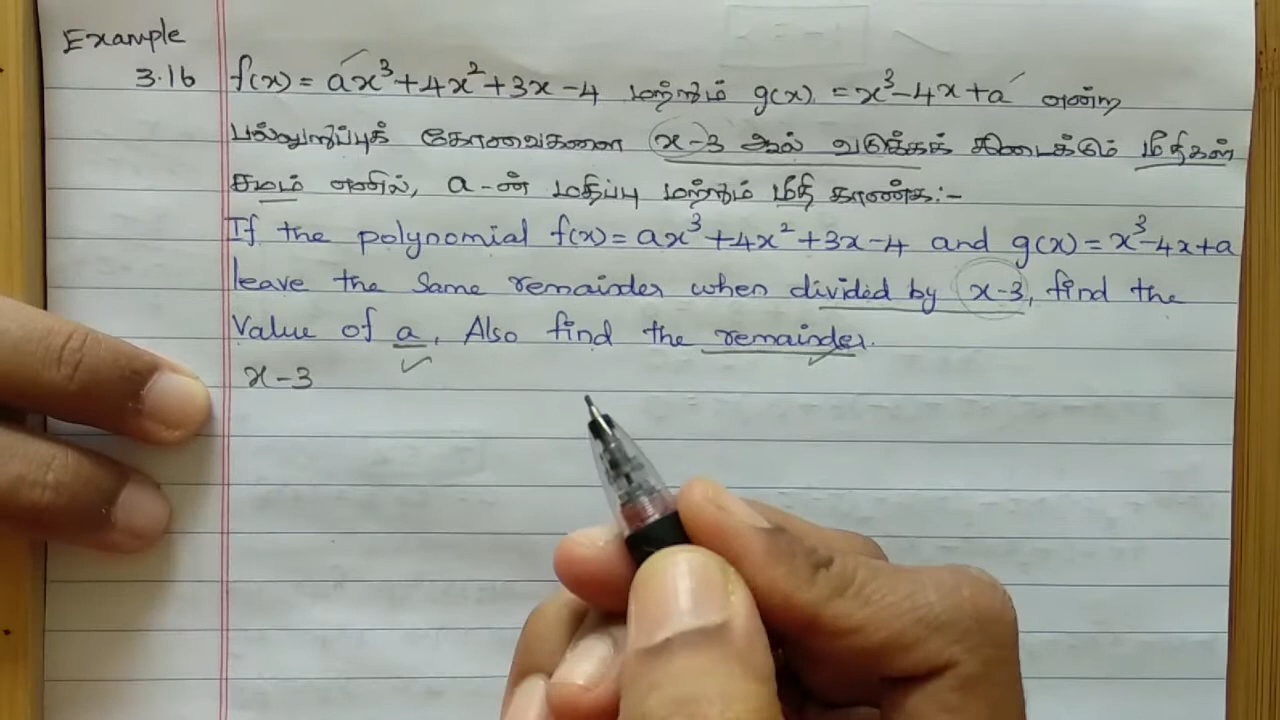 Example
3.16 f(x) = ax³+4x²+3x-4 மற்றும் g(x) = x³-4x+a என்ற
பல்லுறுப்புக் கோவைகளை x-3 ஆல் வகுக்கக் கிடைக்கும் மீதிகள்
சமம் எனில், a-ன் மதிப்பு மற்றும் மீதி காண்க:-
If the polynomial f(x)=ax³+4x²+3x-4 and g(x)=x³-4x+a
leave the same remainder when divided by x-3, find the
Value of a. Also find the remainder.
x-3